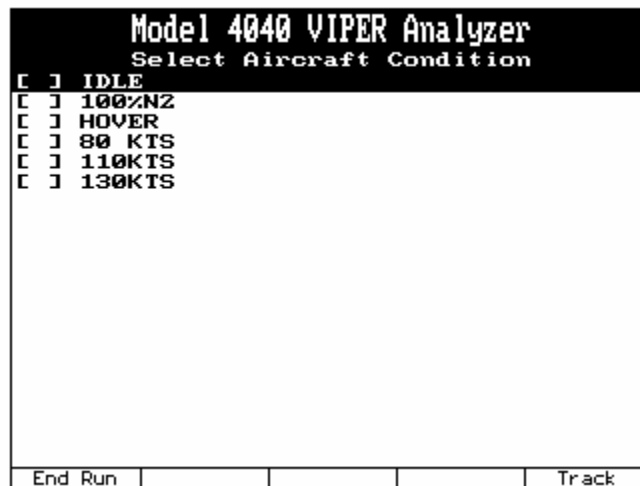 Model 4040 VIPER Analyzer
Select Aircraft Condition
[ ] IDLE
[ ] 100%N2
[ ] HOVER
[ ] 80 KTS
[ ] 110KTS
[ ] 130KTS
End Run Track